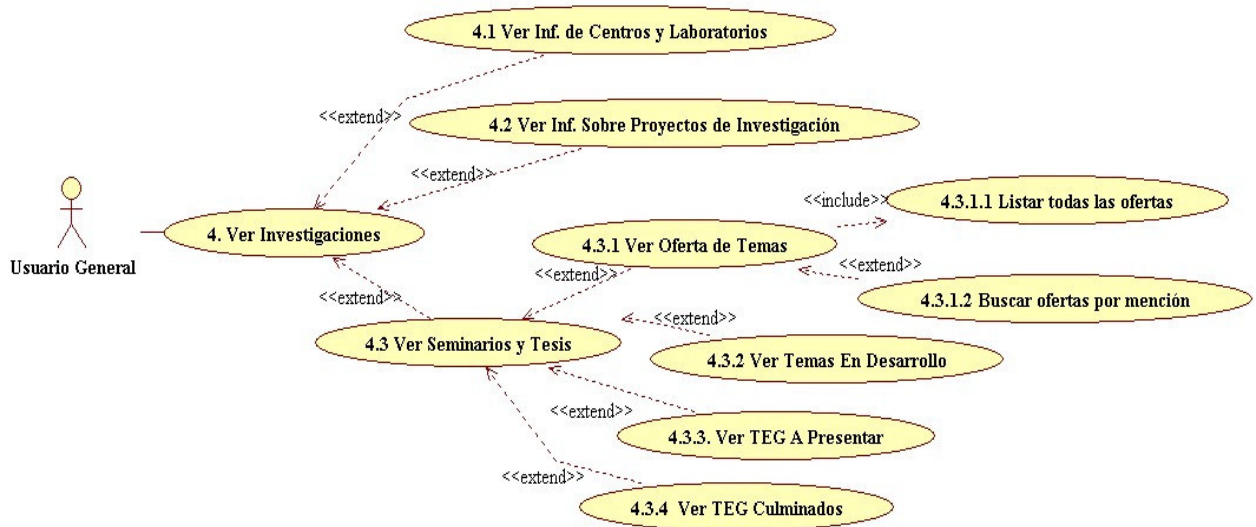 4.1 Ver Inf. de Centros y Laboratorios
<<extend>>
4.2 Ver Inf. Sobre Proyectos de Investigación
<<extend>>
<<include>>
4.3.1.1 Listar todas las ofertas
4. Ver Investigaciones
4.3.1 Ver Oferta de Temas
Usuario General
<<extend>>
<<extend>>
<<extend>>
4.3.1.2 Buscar ofertas por mención
<<extend>>
4.3 Ver Seminarios y Tesis
4.3.2 Ver Temas En Desarrollo
<<extend>>
4.3.3. Ver TEG A Presentar
<<extend>>
4.3.4 Ver TEG Culminados